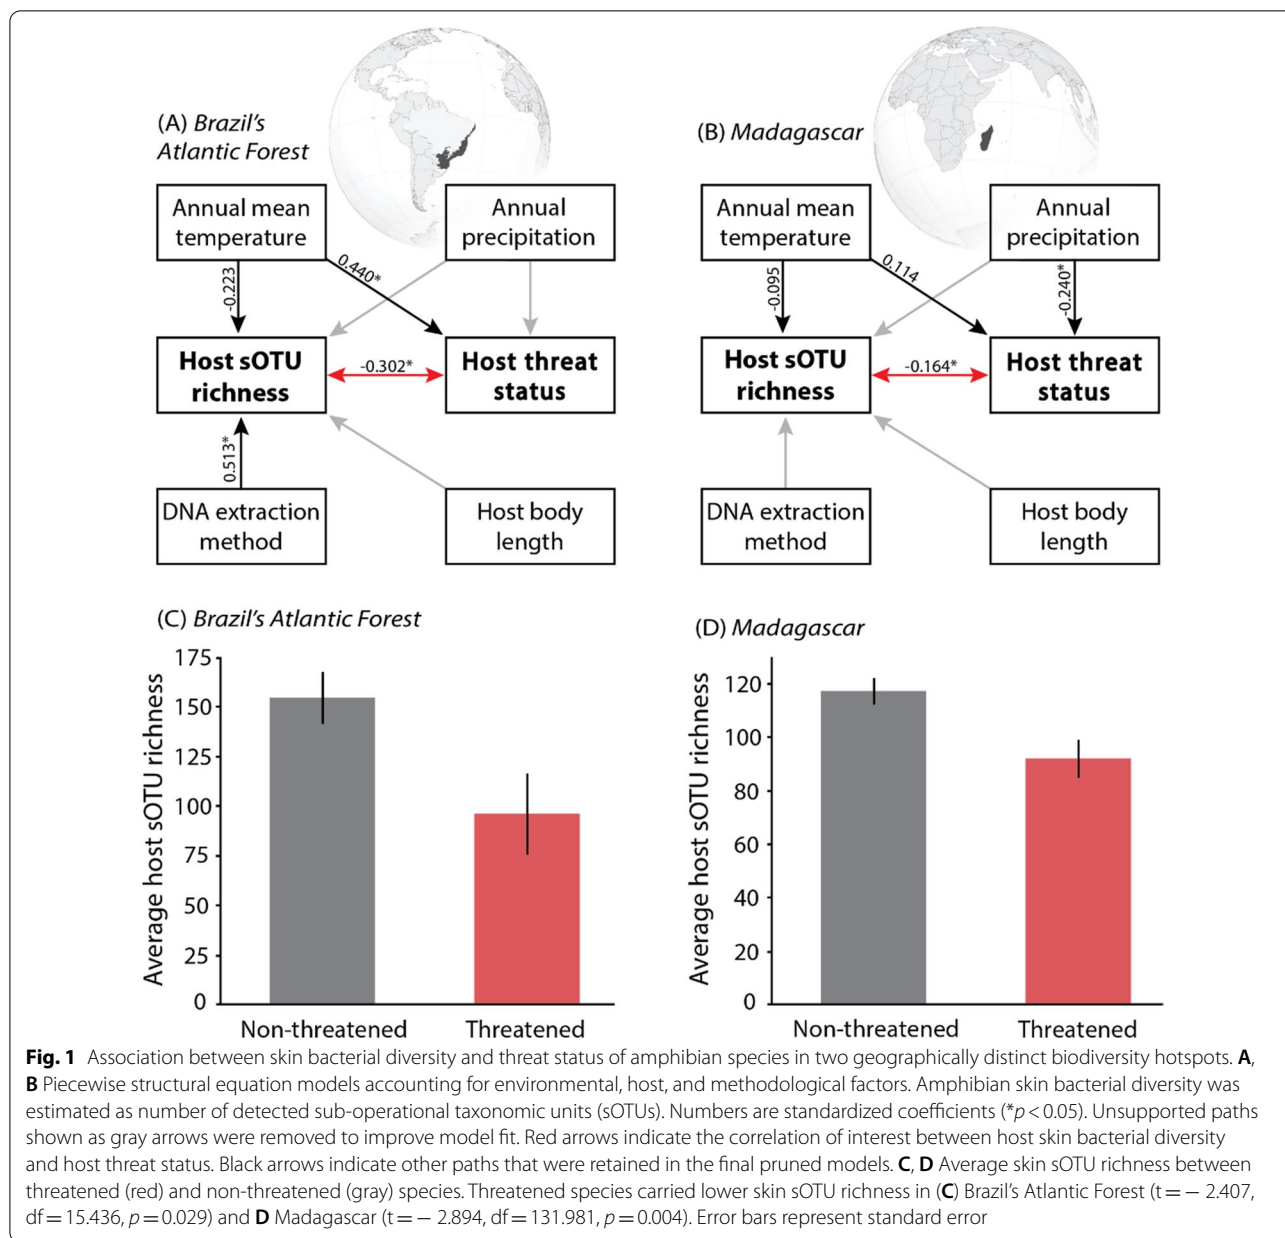 (A) Brazil's
Atlantic Forest
(B) Madagascar
Annual mean
temperature
Annual
precipitation
-0.223
0.440*
Host sOTU
richness
-0.302*
Host threat
status
0.513*
DNA extraction
method
Host body
length
Annual mean
temperature
Annual
precipitation
-0.095
0.114
-0.240*
Host sOTU
richness
-0.164*
Host threat
status
DNA extraction
method
Host body
length
(C) Brazil's Atlantic Forest
Average host sOTU richness
175
150
125
100
75
50
25
0
Non-threatened
Threatened
(D) Madagascar
Average host sOTU richness
120
100
80
60
40
20
0
Non-threatened
Threatened
Fig. 1 Association between skin bacterial diversity and threat status of amphibian species in two geographically distinct biodiversity hotspots. A,
B Piecewise structural equation models accounting for environmental, host, and methodological factors. Amphibian skin bacterial diversity was
estimated as number of detected sub-operational taxonomic units (sOTUs). Numbers are standardized coefficients (*p < 0.05). Unsupported paths
shown as gray arrows were removed to improve model fit. Red arrows indicate the correlation of interest between host skin bacterial diversity
and host threat status. Black arrows indicate other paths that were retained in the final pruned models. C, D Average skin sOTU richness between
threatened (red) and non-threatened (gray) species. Threatened species carried lower skin sOTU richness in (C) Brazil's Atlantic Forest (t = − 2.407,
df = 15.436, p = 0.029) and D Madagascar (t = − 2.894, df = 131.981, p = 0.004). Error bars represent standard error